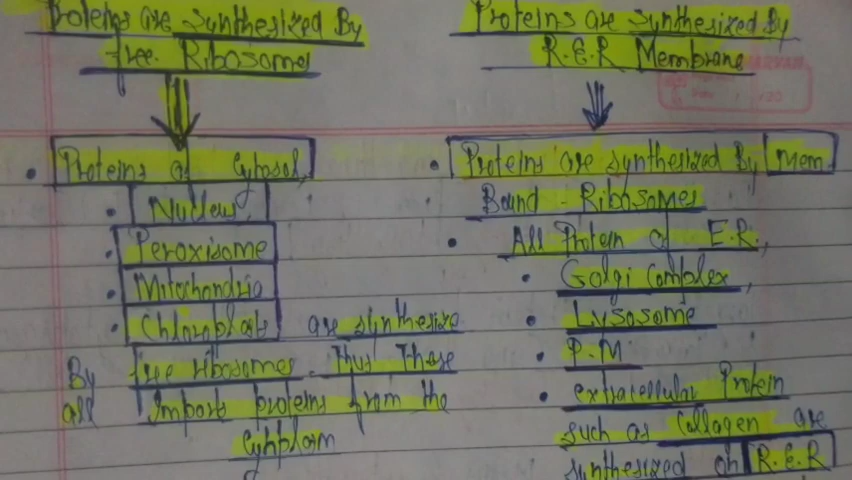 Proteins are synthesized By
free Ribosomes
Proteins of Cytosol,
• Nucleus,
• Peroxisome
• Mitochondria
• Chloroplast are synthesize
By all free ribosomes. Thus These
Import proteins from the
Cytoplasm
Proteins are synthesized By
R.E.R Membrane
• Proteins are synthesized By Mem.
Bound - Ribosomes
• All Protein of E.R.,
• Golgi Complex,
• Lysosome
• P.M
• extracellular Protein
such as Collagen are
synthesized on R.E.R